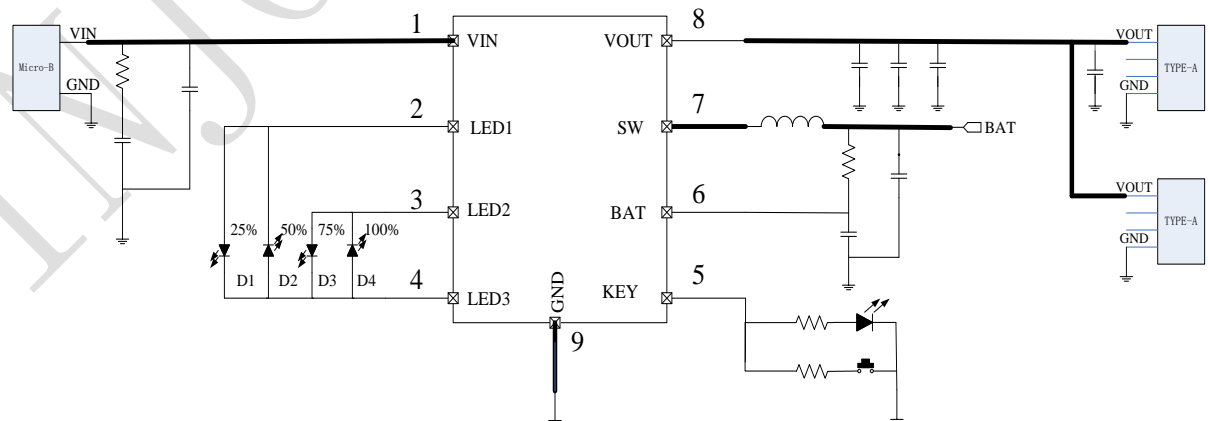 1
8
VIN
VIN
VOUT
VOUT
Micro-B
TYPE-A
GND
GND
2
7
LED1
SW
BAT
3
6
LED2
BAT
VOUT
TYPE-A
GND
25%
50%
75%
100%
D1
D2
D3
D4
4
5
LED3
GND
KEY
9